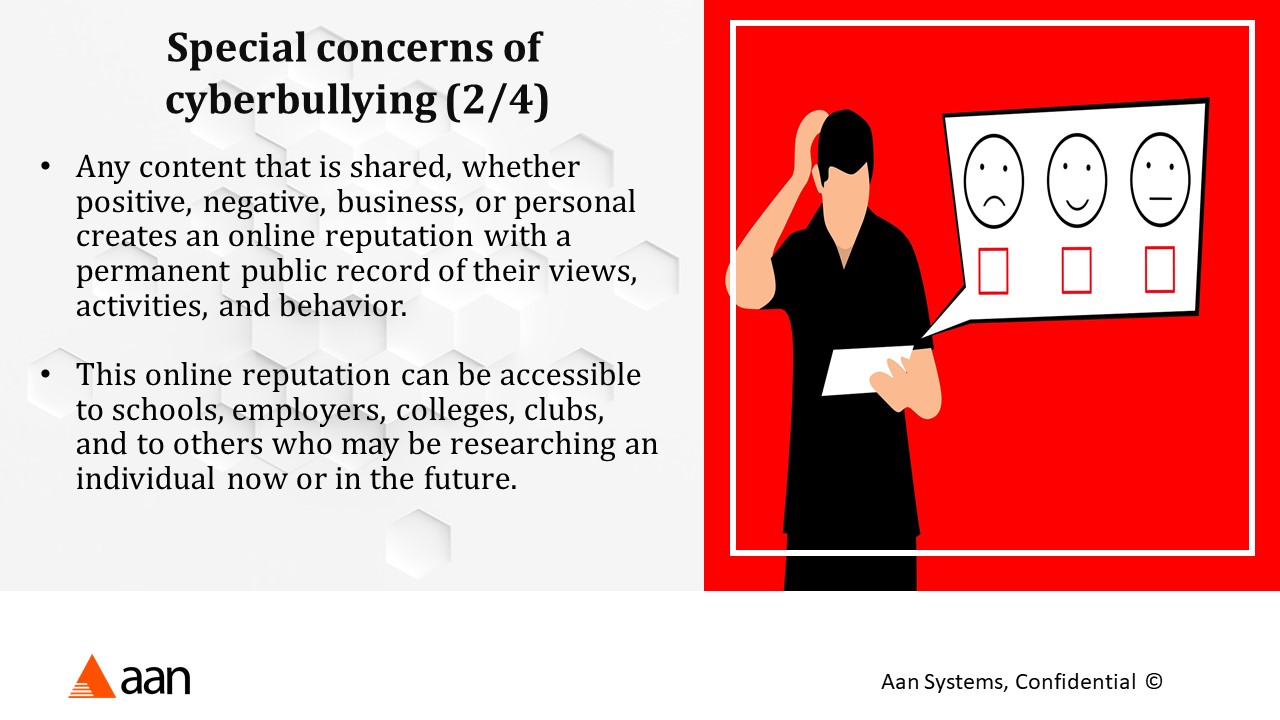 Special concerns of
cyberbullying (2/4)
• Any content that is shared, whether
positive, negative, business, or personal
creates an online reputation with a
permanent public record of their views,
activities, and behavior.
• This online reputation can be accessible
to schools, employers, colleges, clubs,
and to others who may be researching an
individual now or in the future.
aan
Aan Systems, Confidential ©